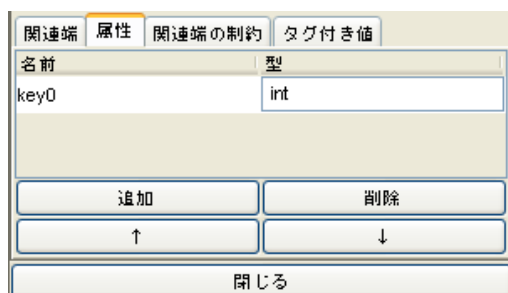 関連端 属性 関連端の制約 タグ付き値
名前 型
key0 int
追加 削除
↑ ↓
閉じる